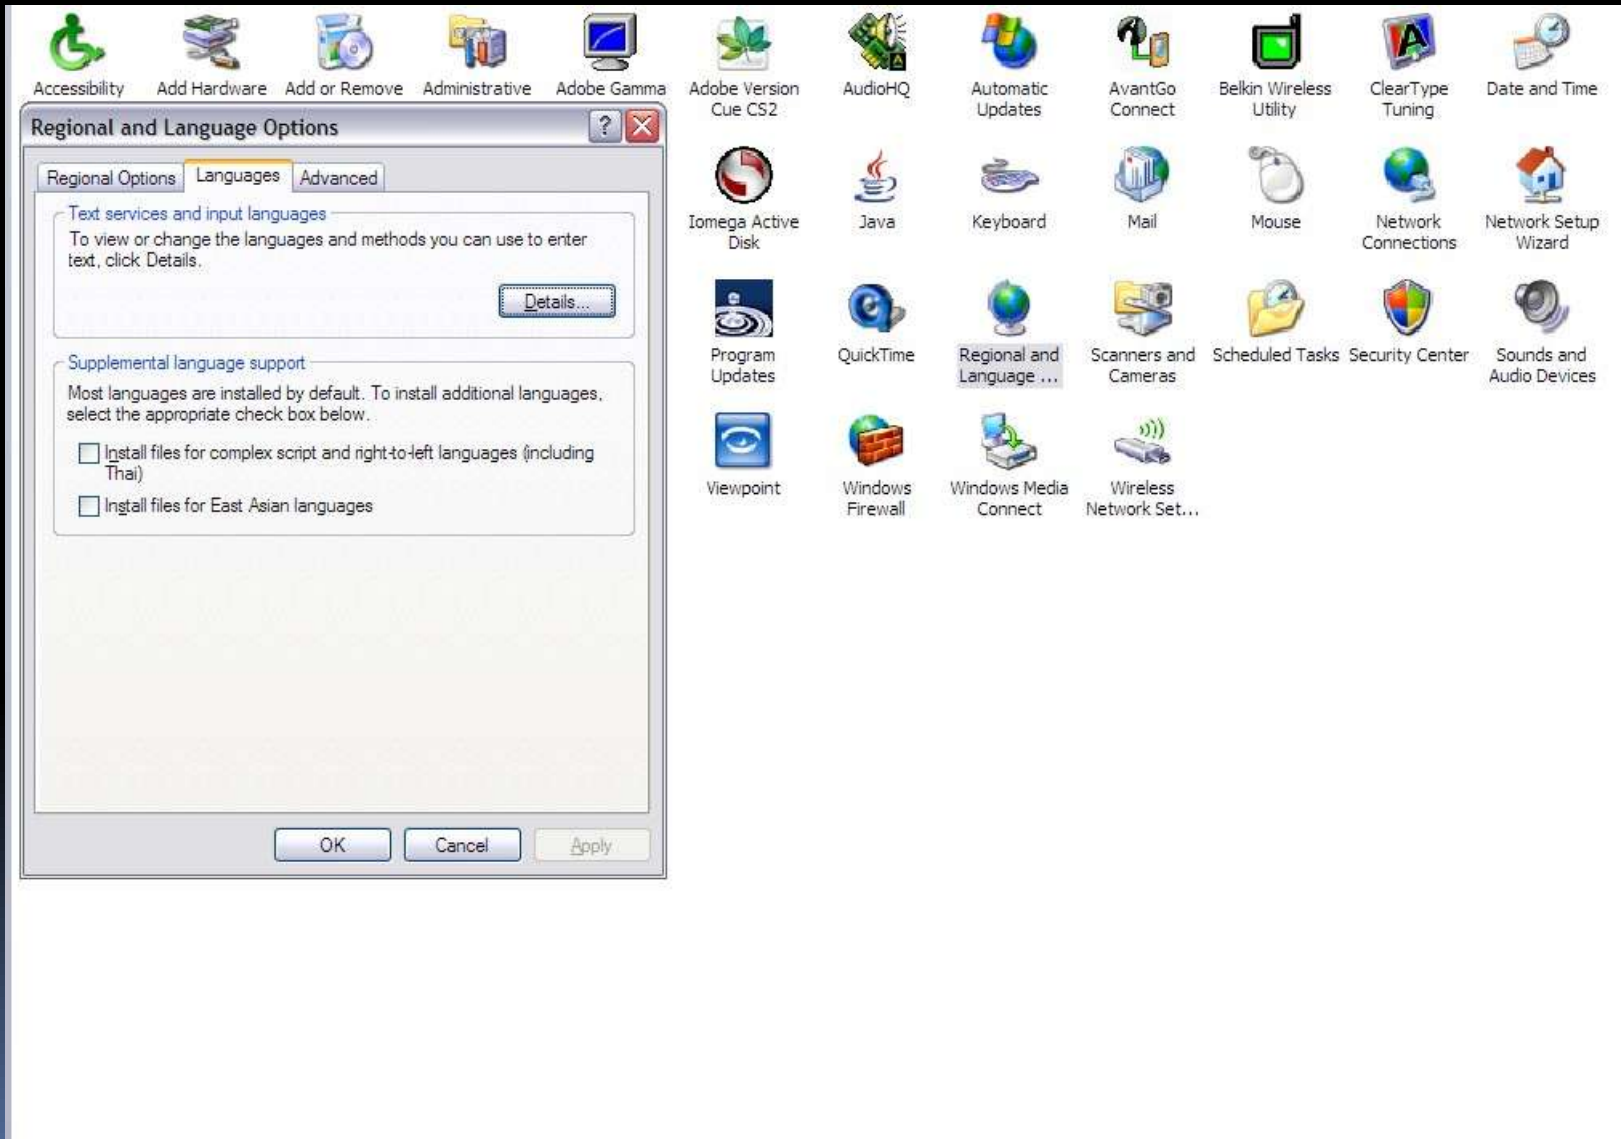 Accessibility
Add Hardware
Add or Remove
Administrative
Adobe Gamma
Adobe Version
Cue CS2
AudioHQ
Automatic
Updates
AvantGo
Connect
Belkin Wireless
Utility
ClearType
Tuning
Date and Time
Regional and Language Options
Regional Options
Languages
Advanced
Text services and input languages
To view or change the languages and methods you can use to enter
text, click Details.
Details...
Supplemental language support
Most languages are installed by default. To install additional languages,
select the appropriate check box below.
Install files for complex script and right-to-left languages (including
Thai)
Install files for East Asian languages
OK
Cancel
Apply
Iomega Active
Disk
Java
Keyboard
Mail
Mouse
Network
Connections
Network Setup
Wizard
Program
Updates
QuickTime
Regional and
Language ...
Scanners and
Cameras
Scheduled Tasks
Security Center
Sounds and
Audio Devices
Viewpoint
Windows
Firewall
Windows Media
Connect
Wireless
Network Set...